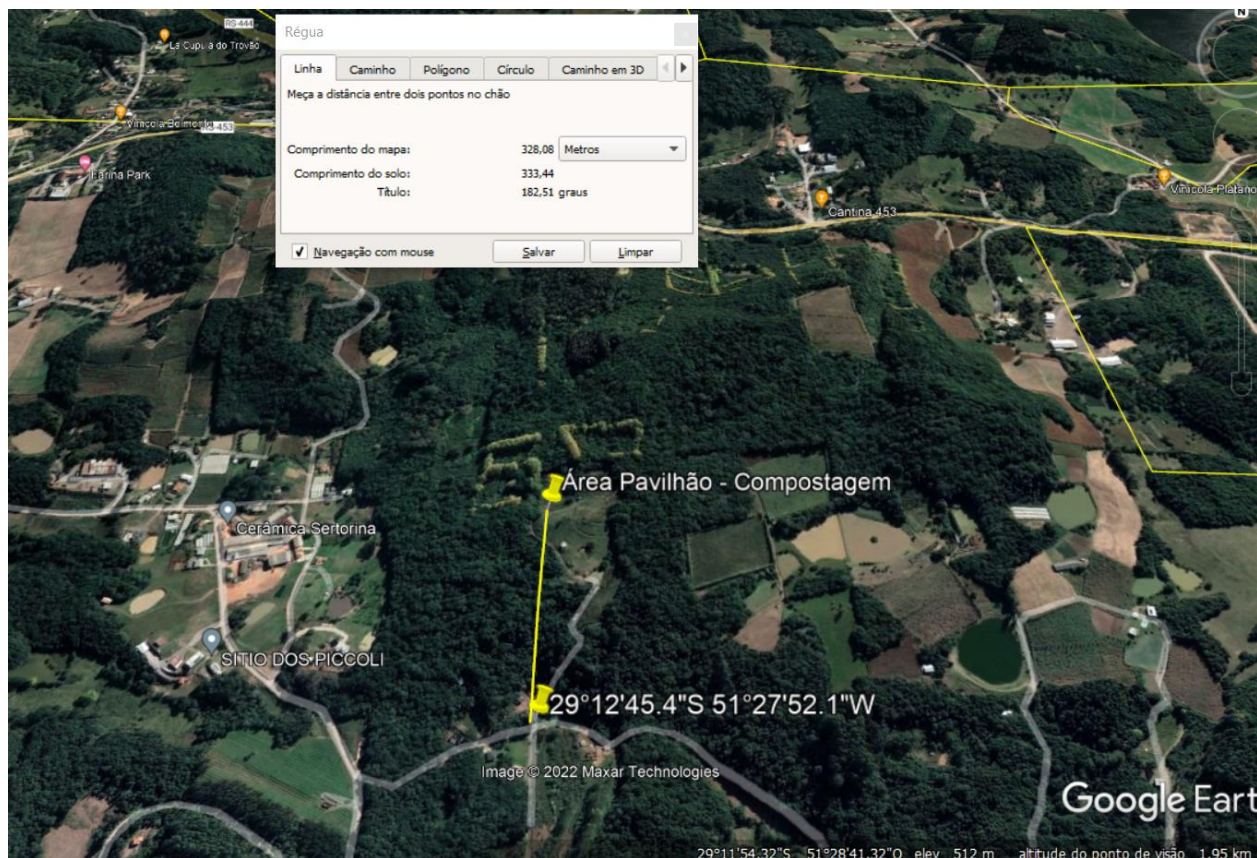 RS-444
La Cupula do Trovão
Vinícola Belmonte
RS-453
Farina Park
Régua
Linha
Caminho
Polígono
Círculo
Caminho em 3D
Meça a distância entre dois pontos no chão
Comprimento do mapa: 328,08 Metros
Comprimento do solo: 333,44
Título: 182,51 graus
Navegação com mouse
Salvar
Limpar
N
Cantina 453
Vinícola Platano
Área Pavilhão - Compostagem
Cerâmica Sertorina
SÍTIO DOS PICCOLI
29°12'45.4"S 51°27'52.1"W
Image © 2022 Maxar Technologies
Google Eart
29°11'54.32"S 51°28'41.32"O elev 512 m altitude do ponto de visão 1.95 km